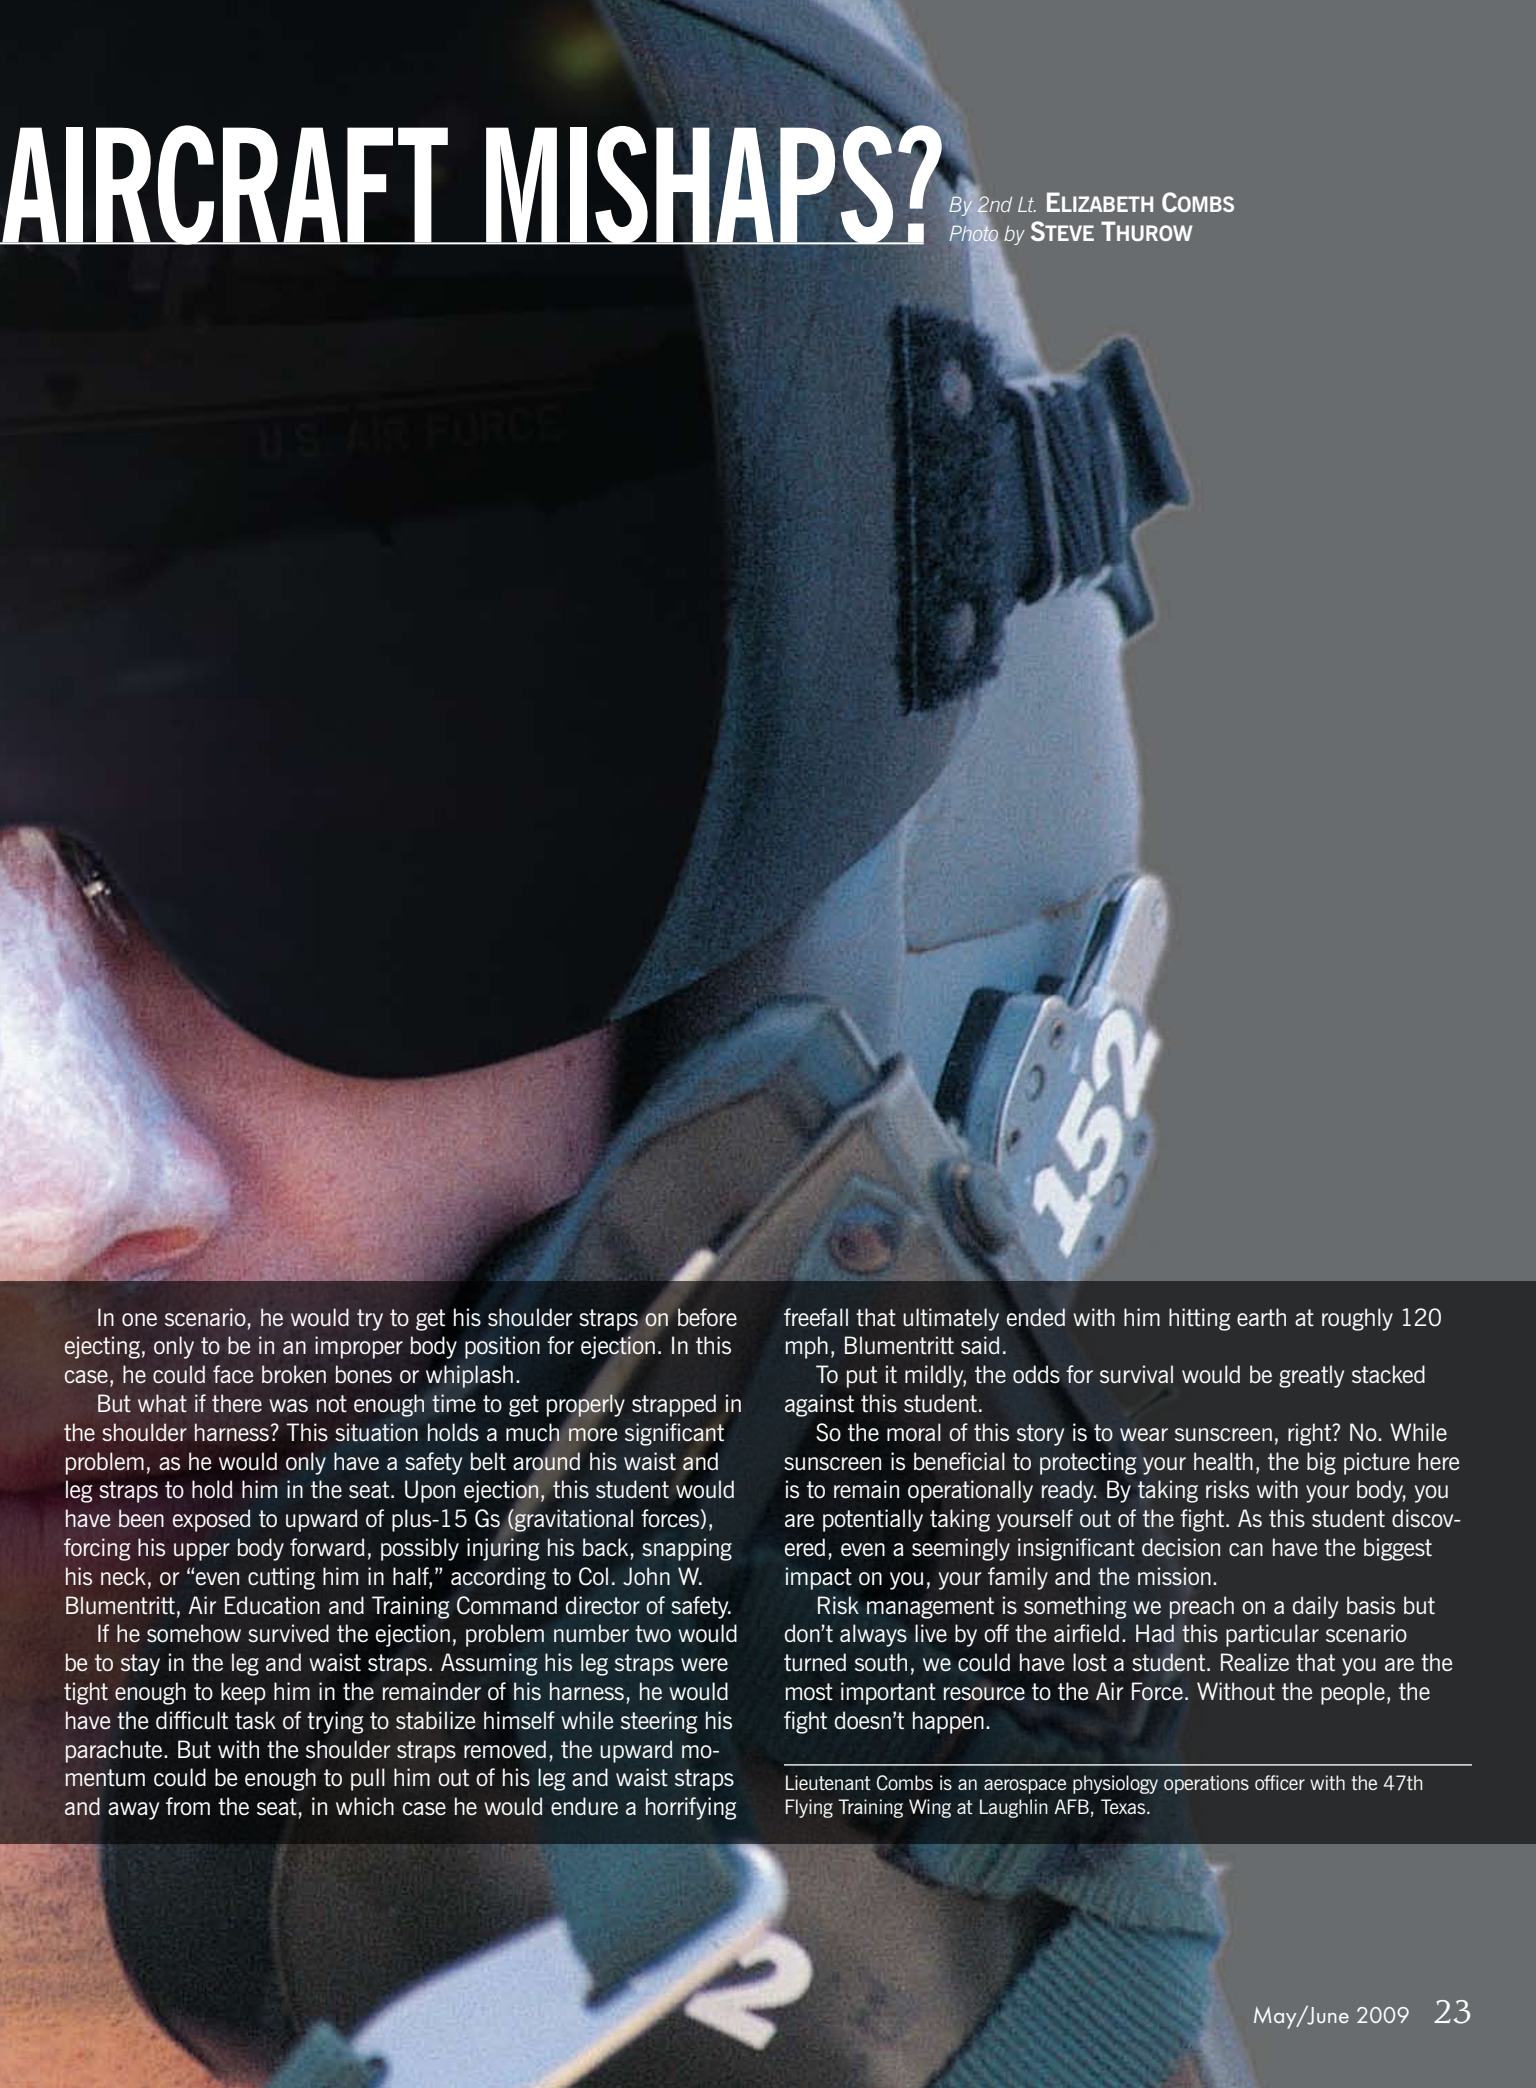 AIRCRAFT MISHAPS?
By 2nd Lt. ELIZABETH COMBS
Photo by STEVE THUROW
U.S. AIR FORCE
152
In one scenario, he would try to get his shoulder straps on before
ejecting, only to be in an improper body position for ejection. In this
case, he could face broken bones or whiplash.
But what if there was not enough time to get properly strapped in
the shoulder harness? This situation holds a much more significant
problem, as he would only have a safety belt around his waist and
leg straps to hold him in the seat. Upon ejection, this student would
have been exposed to upward of plus-15 Gs (gravitational forces),
forcing his upper body forward, possibly injuring his back, snapping
his neck, or “even cutting him in half,” according to Col. John W.
Blumentritt, Air Education and Training Command director of safety.
If he somehow survived the ejection, problem number two would
be to stay in the leg and waist straps. Assuming his leg straps were
tight enough to keep him in the remainder of his harness, he would
have the difficult task of trying to stabilize himself while steering his
parachute. But with the shoulder straps removed, the upward mo-
mentum could be enough to pull him out of his leg and waist straps
and away from the seat, in which case he would endure a horrifying
freefall that ultimately ended with him hitting earth at roughly 120
mph, Blumentritt said.
To put it mildly, the odds for survival would be greatly stacked
against this student.
So the moral of this story is to wear sunscreen, right? No. While
sunscreen is beneficial to protecting your health, the big picture here
is to remain operationally ready. By taking risks with your body, you
are potentially taking yourself out of the fight. As this student discov-
ered, even a seemingly insignificant decision can have the biggest
impact on you, your family and the mission.
Risk management is something we preach on a daily basis but
don’t always live by off the airfield. Had this particular scenario
turned south, we could have lost a student. Realize that you are the
most important resource to the Air Force. Without the people, the
fight doesn’t happen.
Lieutenant Combs is an aerospace physiology operations officer with the 47th
Flying Training Wing at Laughlin AFB, Texas.
2
May/June 2009 23